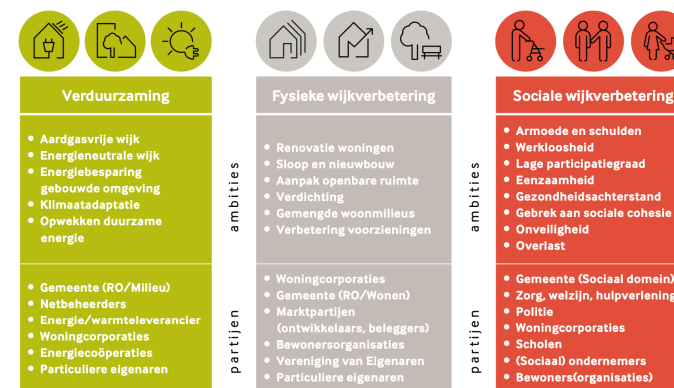 Verduurzaming
• Aardgasvrije wijk
• Energieneutrale wijk
• Energiebesparing
gebouwde omgeving
• Klimaatadaptatie
• Opwekken duurzame
energie
• Gemeente (RO/Milieu)
• Netbeheerders
• Energie/warmteleverancier
• Woningcorporaties
• Energiecoöperaties
• Particuliere eigenaren
ambities
partijen
Fysieke wijkverbetering
• Renovatie woningen
• Sloop en nieuwbouw
• Aanpak openbare ruimte
• Verdichting
• Gemengde woonmilieus
• Verbetering voorzieningen
• Woningcorporaties
• Gemeente (RO/Wonen)
• Marktpartijen
(ontwikkelaars, beleggers)
• Bewonersorganisaties
• Vereniging van Eigenaren
• Particuliere eigenaren
ambities
partijen
Sociale wijkverbetering
• Armoede en schulden
• Werkloosheid
• Lage participatiegraad
• Eenzaamheid
• Gezondheidsachterstand
• Gebrek aan sociale cohesie
• Onveiligheid
• Overlast
• Gemeente (Sociaal domein)
• Zorg, welzijn, hulpverlening
• Politie
• Woningcorporaties
• Scholen
• (Sociaal) ondernemers
• Bewoners(organisaties)